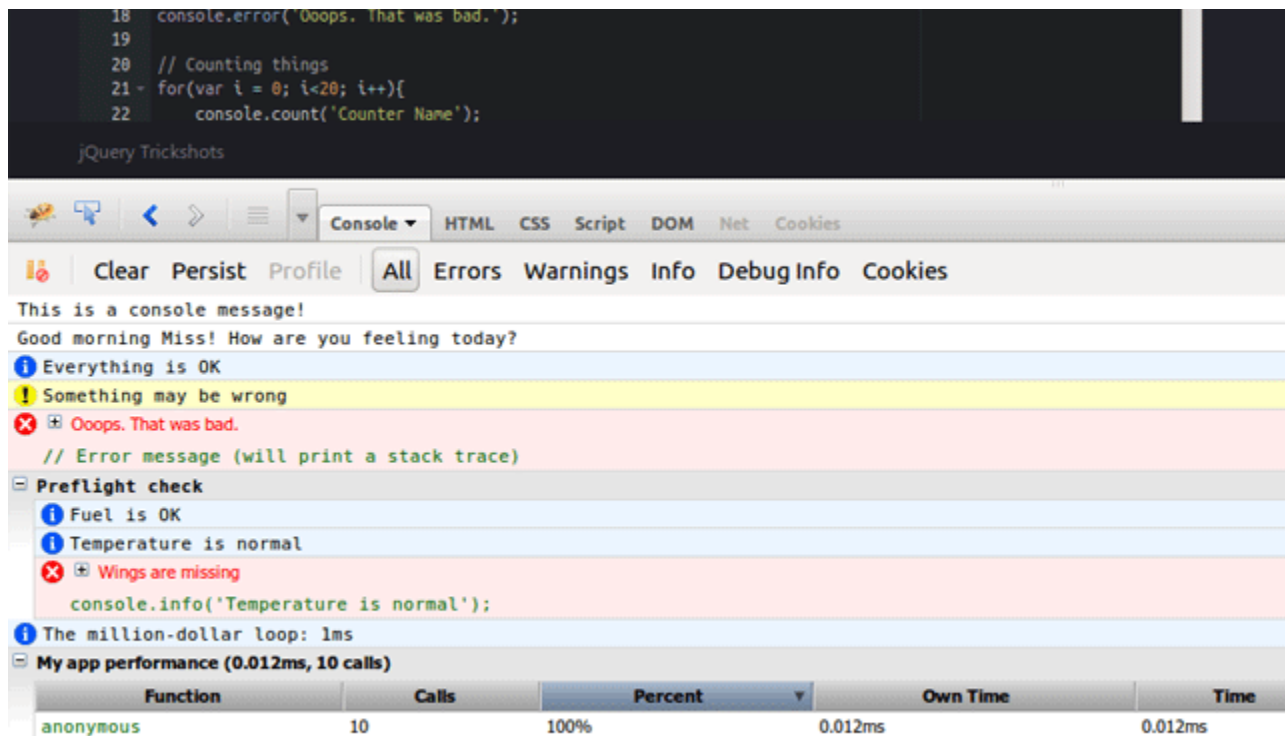 18 console.error('Ooops. That was bad.');
19
20 // Counting things
21 for(var i = 0; i<20; i++){
22 console.count('Counter Name');
jQuery Trickshots
Console HTML CSS Script DOM Net Cookies
Clear Persist Profile All Errors Warnings Info Debug Info Cookies
This is a console message!
Good morning Miss! How are you feeling today?
Everything is OK
Something may be wrong
Ooops. That was bad.
// Error message (will print a stack trace)
Preflight check
Fuel is OK
Temperature is normal
Wings are missing
console.info('Temperature is normal');
The million-dollar loop: 1ms
My app performance (0.012ms, 10 calls)
Function Calls Percent Own Time Time
anonymous 10 100% 0.012ms 0.012ms